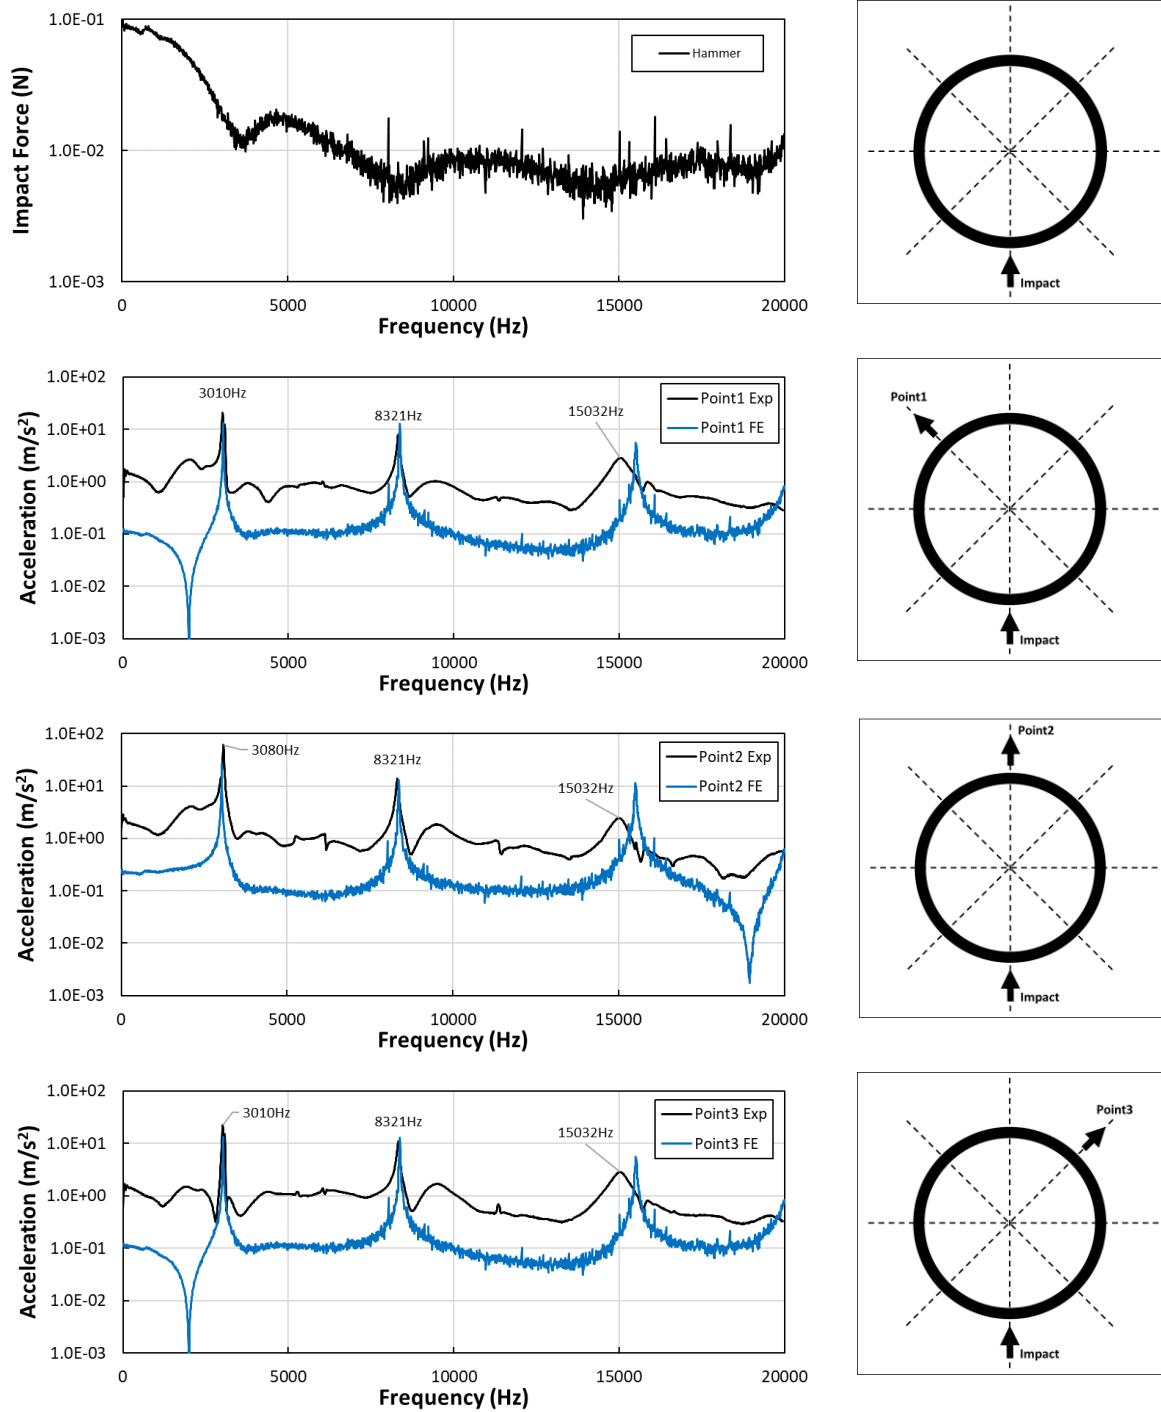 1.0E-01
1.0E-02
1.0E-03
Impact Force (N)
Hammer
0 5000 10000 15000 20000
Frequency (Hz)
Impact
1.0E+02
1.0E+01
1.0E+00
1.0E-01
1.0E-02
1.0E-03
Acceleration (m/s²)
3010Hz
8321Hz
15032Hz
Point1 Exp
Point1 FE
0 5000 10000 15000 20000
Frequency (Hz)
Point1
Impact
1.0E+02
1.0E+01
1.0E+00
1.0E-01
1.0E-02
1.0E-03
Acceleration (m/s²)
3080Hz
8321Hz
15032Hz
Point2 Exp
Point2 FE
0 5000 10000 15000 20000
Frequency (Hz)
Point2
Impact
1.0E+02
1.0E+01
1.0E+00
1.0E-01
1.0E-02
1.0E-03
Acceleration (m/s²)
3010Hz
8321Hz
15032Hz
Point3 Exp
Point3 FE
0 5000 10000 15000 20000
Frequency (Hz)
Point3
Impact